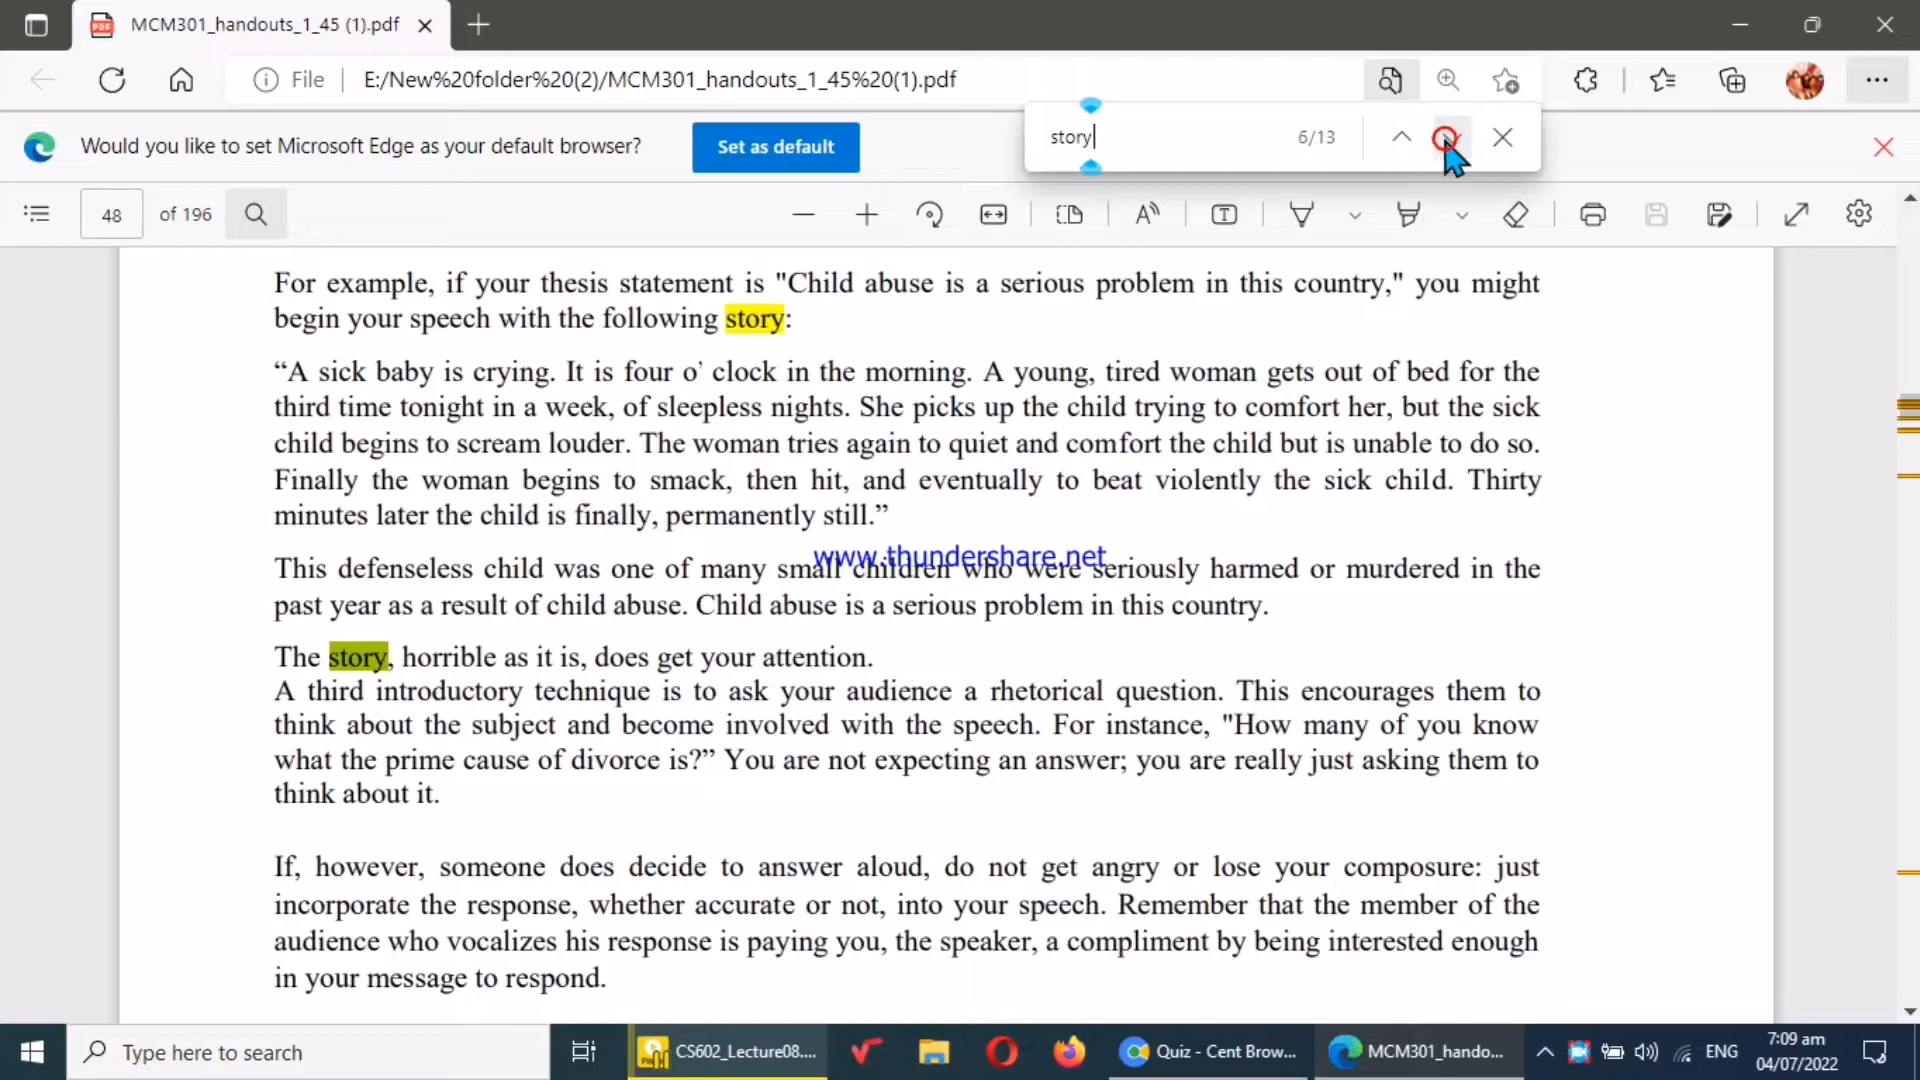 MCM301_handouts_1_45 (1).pdf
File
E:/New%20folder%20(2)/MCM301_handouts_1_45%20(1).pdf
Would you like to set Microsoft Edge as your default browser?
Set as default
story
6/13
48
of 196
For example, if your thesis statement is "Child abuse is a serious problem in this country," you might
begin your speech with the following story:
“A sick baby is crying. It is four o’ clock in the morning. A young, tired woman gets out of bed for the
third time tonight in a week, of sleepless nights. She picks up the child trying to comfort her, but the sick
child begins to scream louder. The woman tries again to quiet and comfort the child but is unable to do so.
Finally the woman begins to smack, then hit, and eventually to beat violently the sick child. Thirty
minutes later the child is finally, permanently still.”
www.thundershare.net
This defenseless child was one of many small children who were seriously harmed or murdered in the
past year as a result of child abuse. Child abuse is a serious problem in this country.
The story, horrible as it is, does get your attention.
A third introductory technique is to ask your audience a rhetorical question. This encourages them to
think about the subject and become involved with the speech. For instance, "How many of you know
what the prime cause of divorce is?” You are not expecting an answer; you are really just asking them to
think about it.
If, however, someone does decide to answer aloud, do not get angry or lose your composure: just
incorporate the response, whether accurate or not, into your speech. Remember that the member of the
audience who vocalizes his response is paying you, the speaker, a compliment by being interested enough
in your message to respond.
Type here to search
CS602_Lecture08....
Quiz - Cent Brow...
MCM301_hando...
ENG
7:09 am
04/07/2022